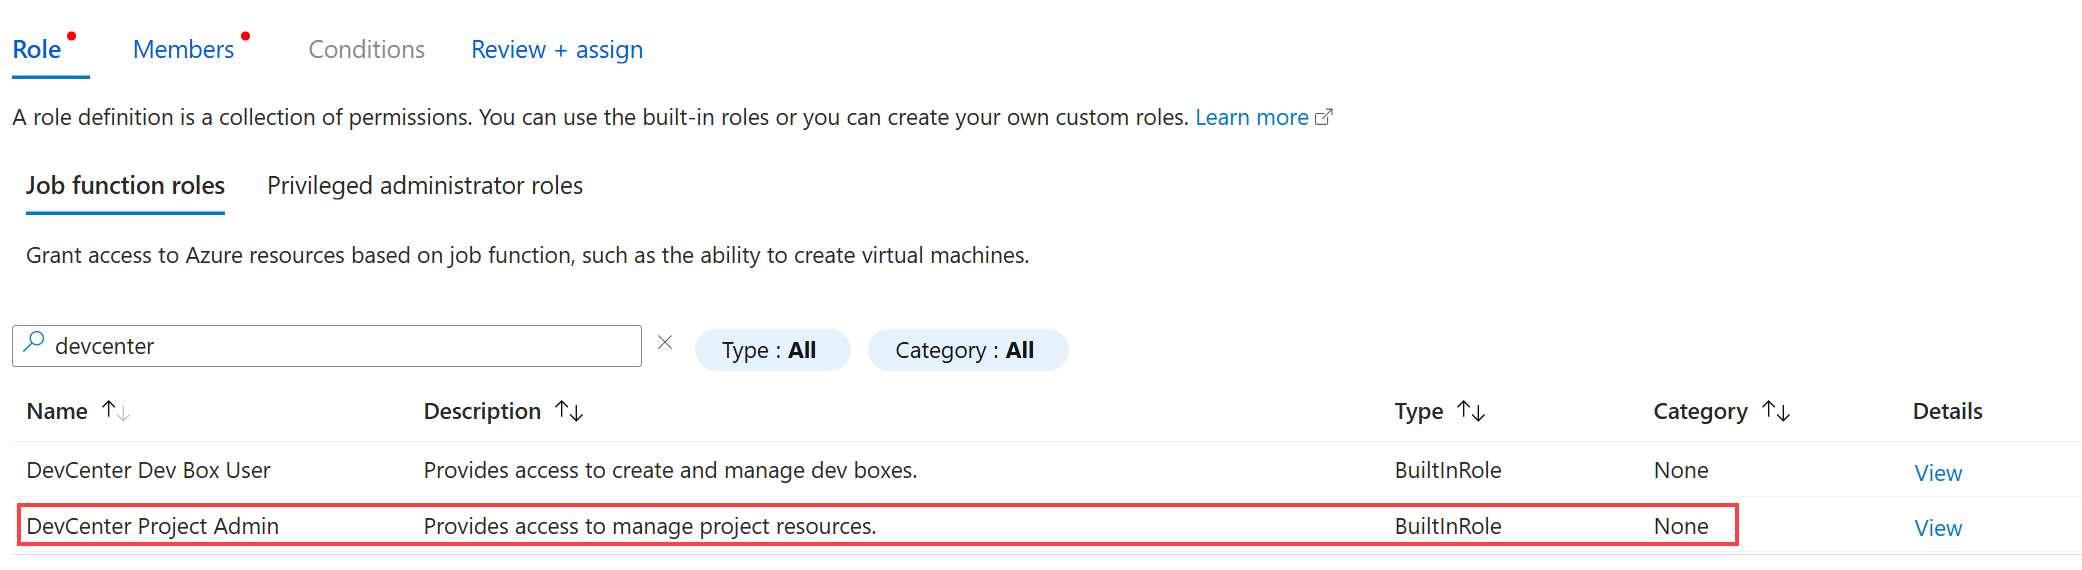 Role Members Conditions Review + assign
A role definition is a collection of permissions. You can use the built-in roles or you can create your own custom roles. Learn more
Job function roles Privileged administrator roles
Grant access to Azure resources based on job function, such as the ability to create virtual machines.
devcenter Type : All Category : All
Name Description Type Category Details
DevCenter Dev Box User Provides access to create and manage dev boxes. BuiltInRole None View
DevCenter Project Admin Provides access to manage project resources. BuiltInRole None View